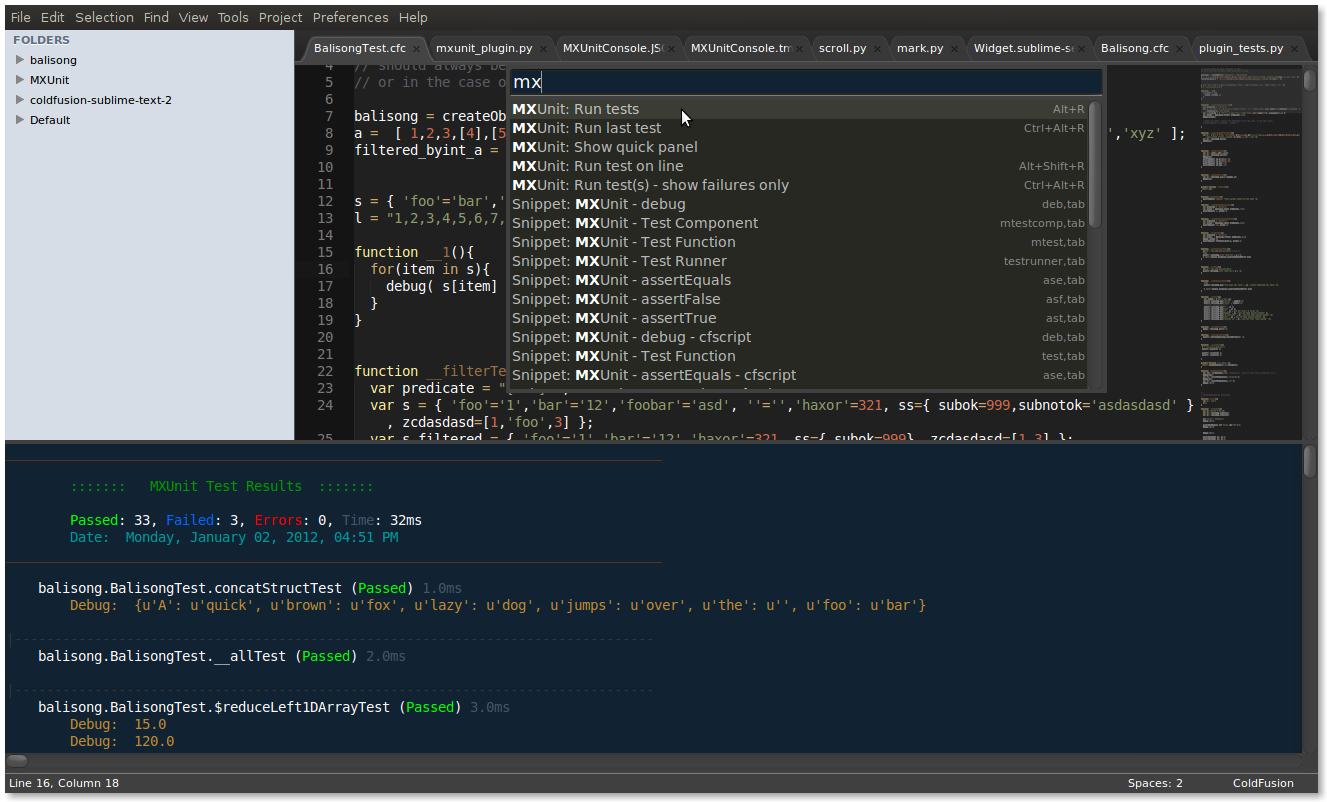 File Edit Selection Find View Tools Project Preferences Help
FOLDERS
balisong
MXUnit
coldfusion-sublime-text-2
Default
BalisongTest.cfc × mxunit_plugin.py × MXUnitConsole.JS × MXUnitConsole.tm × scroll.py × mark.py × Widget.sublime-s × Balisong.cfc × plugin_tests.py ×
4 // should always be
5 // or in the case o
6
7 balisong = createOb
8 a = [ 1,2,3,[4],[5 ','xyz' ];
9 filtered_byint_a =
10
11
12 s = { 'foo'='bar','
13 l = "1,2,3,4,5,6,7,
14
15 function __1(){
16 for(item in s){
17 debug( s[item]
18 }
19 }
20
21
22 function __filterTe
23 var predicate = "
24 var s = { 'foo'='1','bar'='12','foobar'='asd', ''='','haxor'=321, ss={ subok=999,subnotok='asdasdasd' }
, zcdasdasd=[1,'foo',3] };
25 var s_filtered = { 'foo'='1','bar'='12','haxor'=321, ss={ subok=999}, zcdasdasd=[1,3] };
mx
MXUnit: Run tests Alt+R
MXUnit: Run last test Ctrl+Alt+R
MXUnit: Show quick panel
MXUnit: Run test on line Alt+Shift+R
MXUnit: Run test(s) - show failures only Ctrl+Alt+R
Snippet: MXUnit - debug deb,tab
Snippet: MXUnit - Test Component mtestcomp,tab
Snippet: MXUnit - Test Function mtest,tab
Snippet: MXUnit - Test Runner testrunner,tab
Snippet: MXUnit - assertEquals ase,tab
Snippet: MXUnit - assertFalse asf,tab
Snippet: MXUnit - assertTrue ast,tab
Snippet: MXUnit - debug - cfscript deb,tab
Snippet: MXUnit - Test Function test,tab
Snippet: MXUnit - assertEquals - cfscript ase,tab
::::::: MXUnit Test Results :::::::
Passed: 33, Failed: 3, Errors: 0, Time: 32ms
Date: Monday, January 02, 2012, 04:51 PM
balisong.BalisongTest.concatStructTest (Passed) 1.0ms
Debug: {u'A': u'quick', u'brown': u'fox', u'lazy': u'dog', u'jumps': u'over', u'the': u'', u'foo': u'bar'}
balisong.BalisongTest.__allTest (Passed) 2.0ms
balisong.BalisongTest.$reduceLeft1DArrayTest (Passed) 3.0ms
Debug: 15.0
Debug: 120.0
Line 16, Column 18 Spaces: 2 ColdFusion